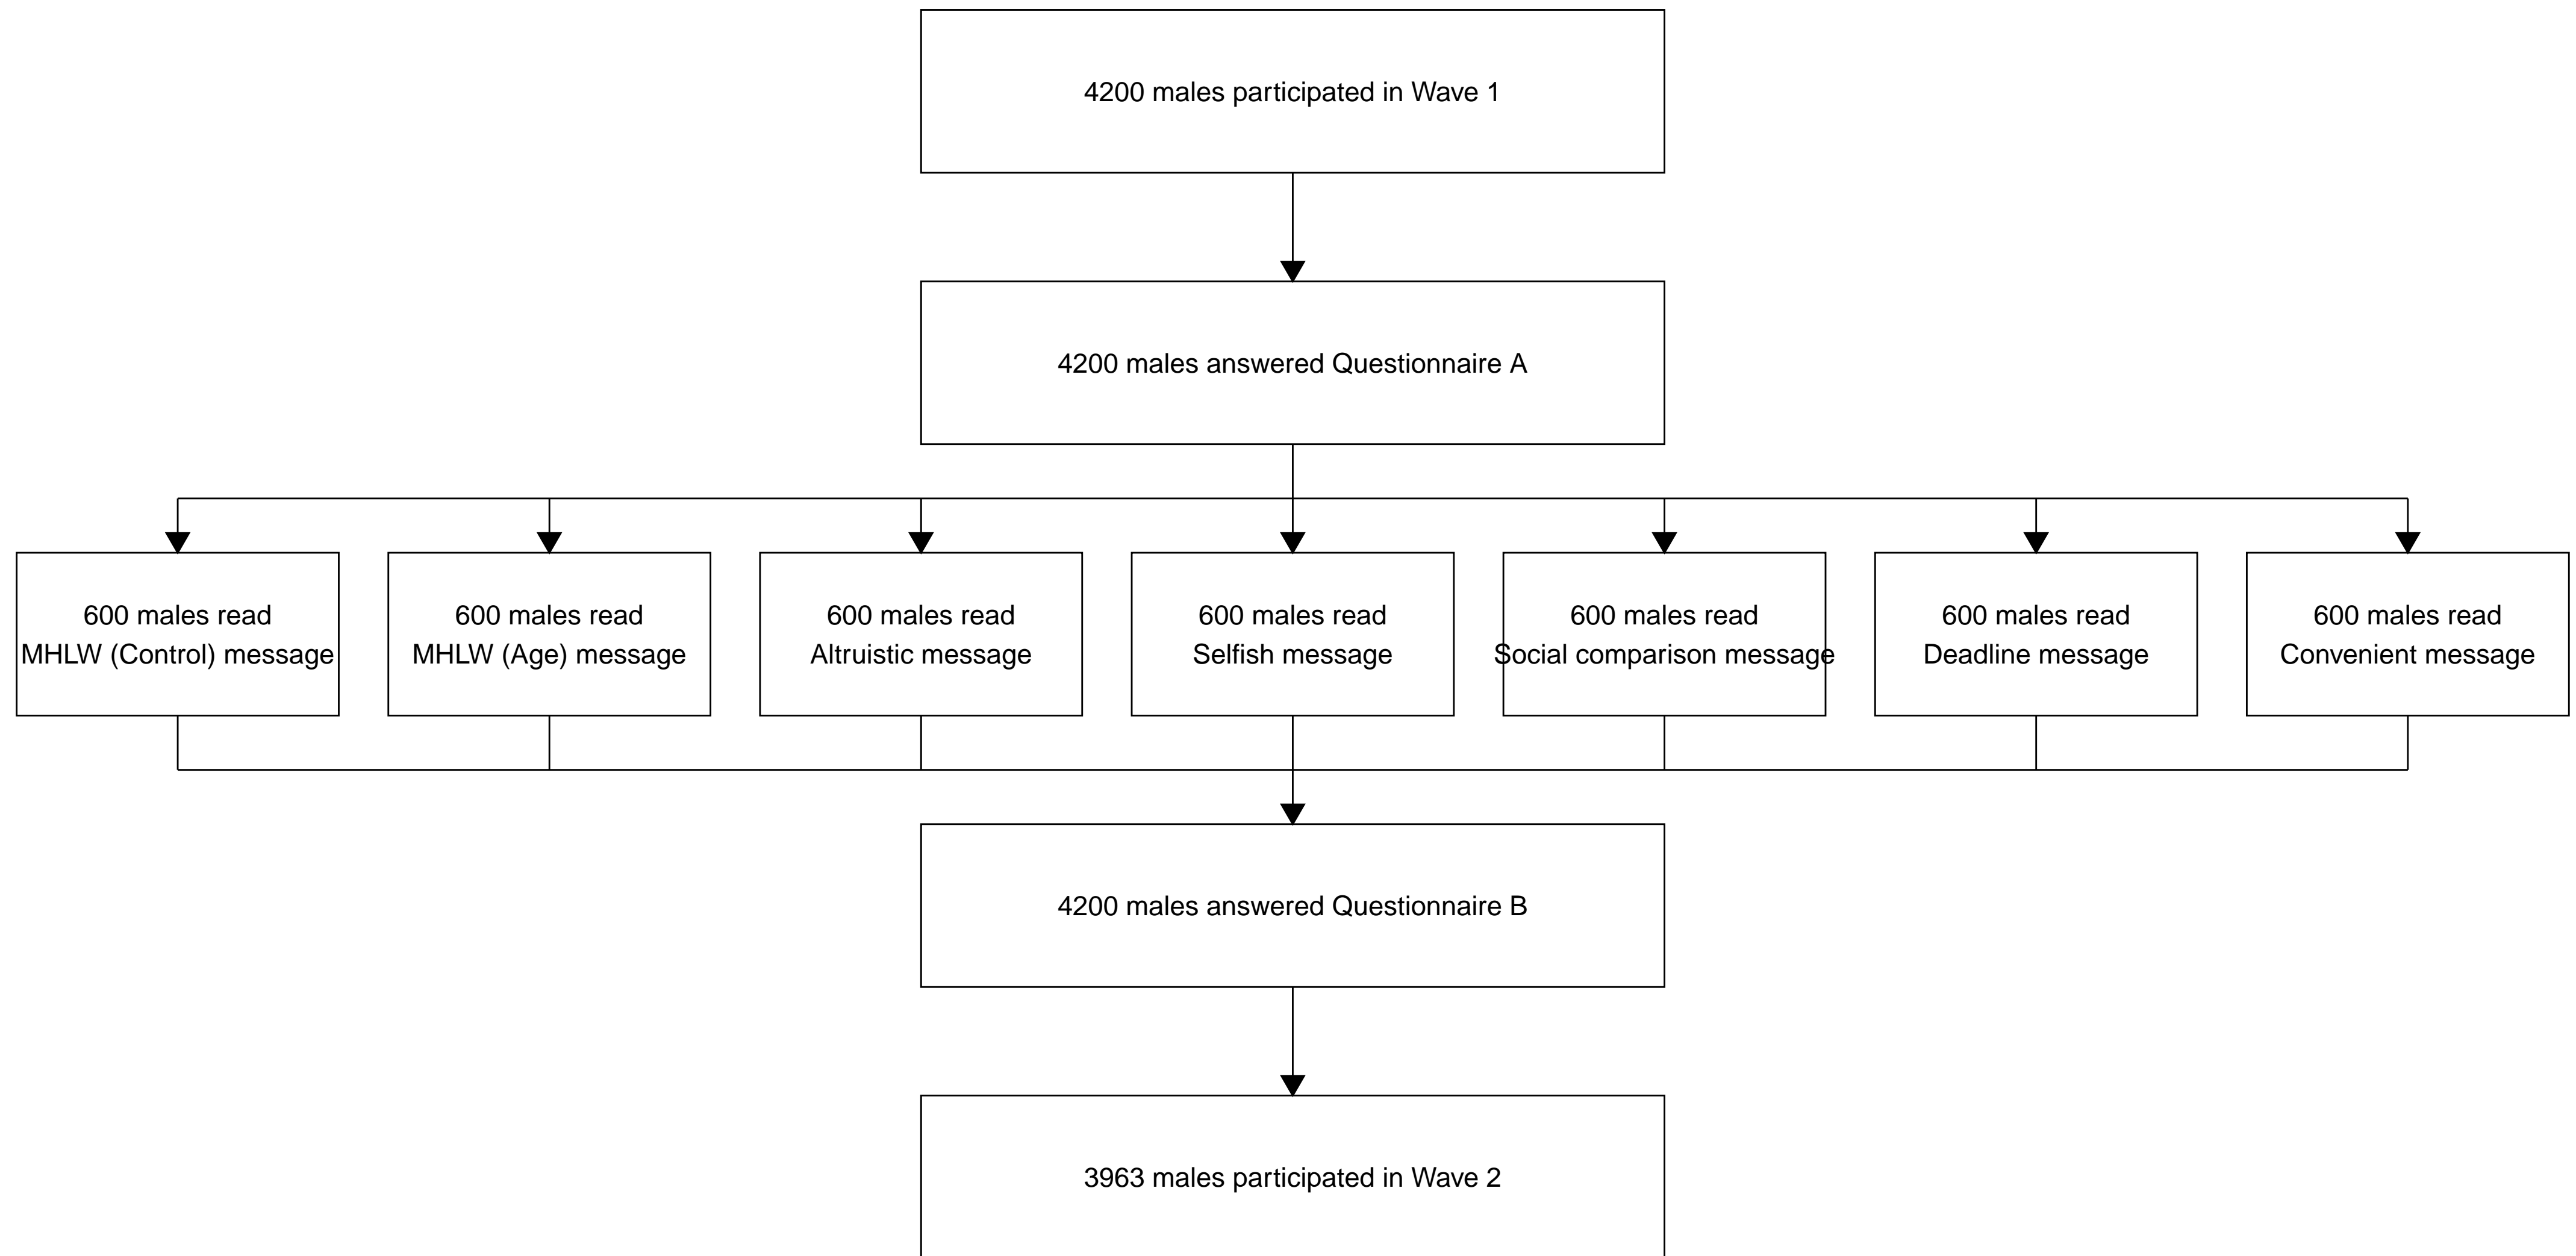 4200 males participated in Wave 1
4200 males answered Questionnaire A
600 males read
MHLW (Control) message
600 males read
MHLW (Age) message
600 males read
Altruistic message
600 males read
Selfish message
600 males read
Social comparison message
600 males read
Deadline message
600 males read
Convenient message
4200 males answered Questionnaire B
3963 males participated in Wave 2